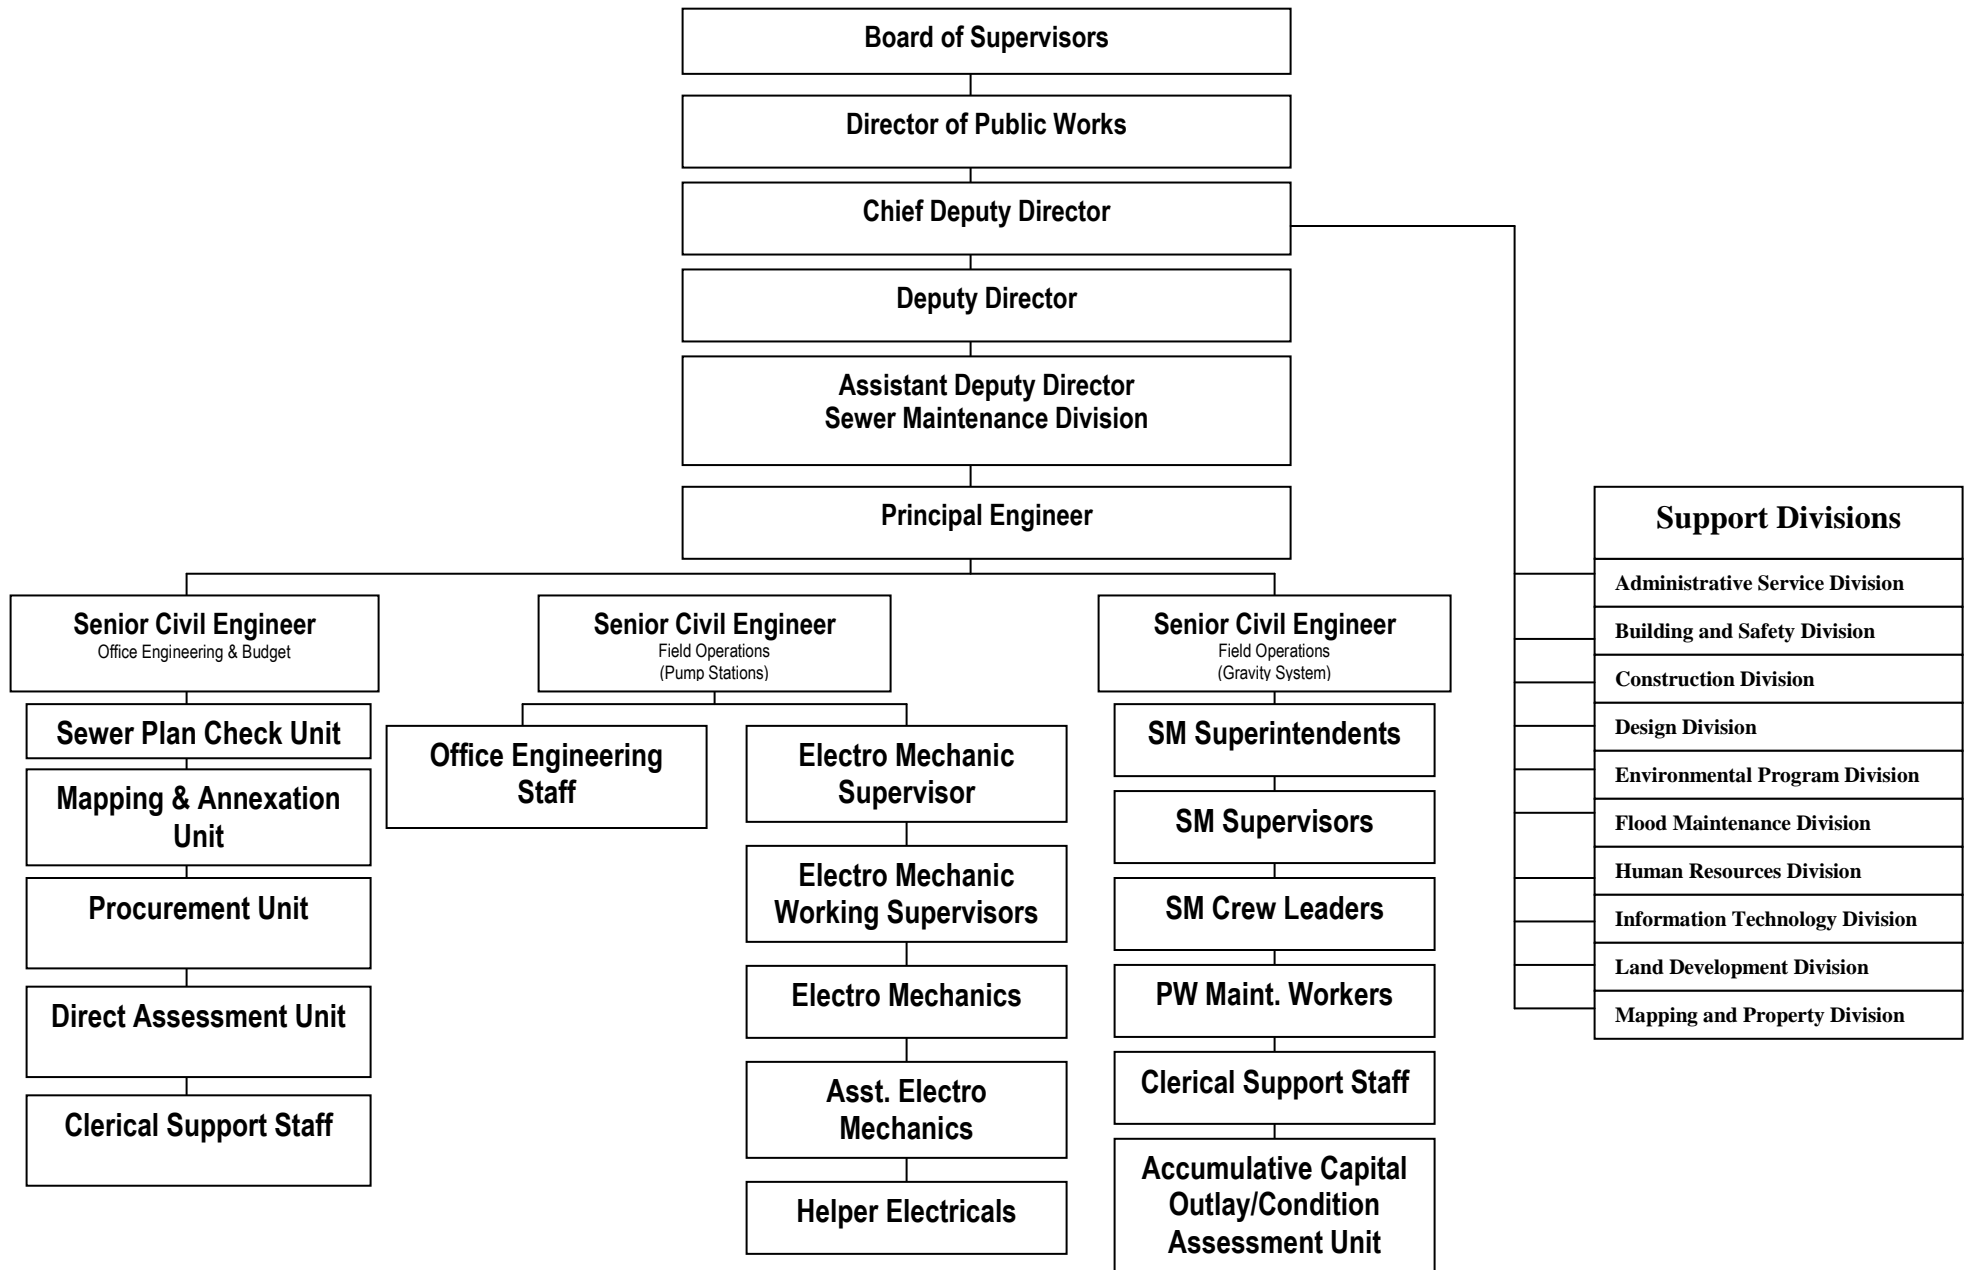 Board of Supervisors
Director of Public Works
Chief Deputy Director
Deputy Director
Assistant Deputy Director
Sewer Maintenance Division
Principal Engineer
Senior Civil Engineer
Office Engineering & Budget
Sewer Plan Check Unit
Mapping & Annexation
Unit
Procurement Unit
Direct Assessment Unit
Clerical Support Staff
Senior Civil Engineer
Field Operations
(Pump Stations)
Office Engineering
Staff
Electro Mechanic
Supervisor
Electro Mechanic
Working Supervisors
Electro Mechanics
Asst. Electro
Mechanics
Helper Electricals
Senior Civil Engineer
Field Operations
(Gravity System)
SM Superintendents
SM Supervisors
SM Crew Leaders
PW Maint. Workers
Clerical Support Staff
Accumulative Capital
Outlay/Condition
Assessment Unit
Support Divisions
Administrative Service Division
Building and Safety Division
Construction Division
Design Division
Environmental Program Division
Flood Maintenance Division
Human Resources Division
Information Technology Division
Land Development Division
Mapping and Property Division